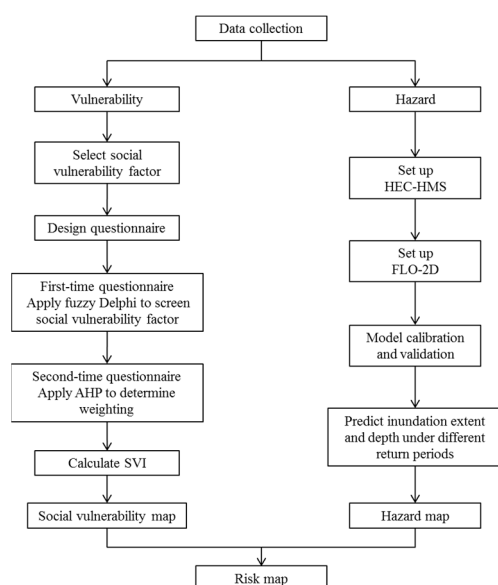 Data collection
Vulnerability
Select social
vulnerability factor
Design questionnaire
First-time questionnaire
Apply fuzzy Delphi to screen
social vulnerability factor
Second-time questionnaire
Apply AHP to determine
weighting
Calculate SVI
Social vulnerability map
Hazard
Set up
HEC-HMS
Set up
FLO-2D
Model calibration
and validation
Predict inundation extent
and depth under different
return periods
Hazard map
Risk map